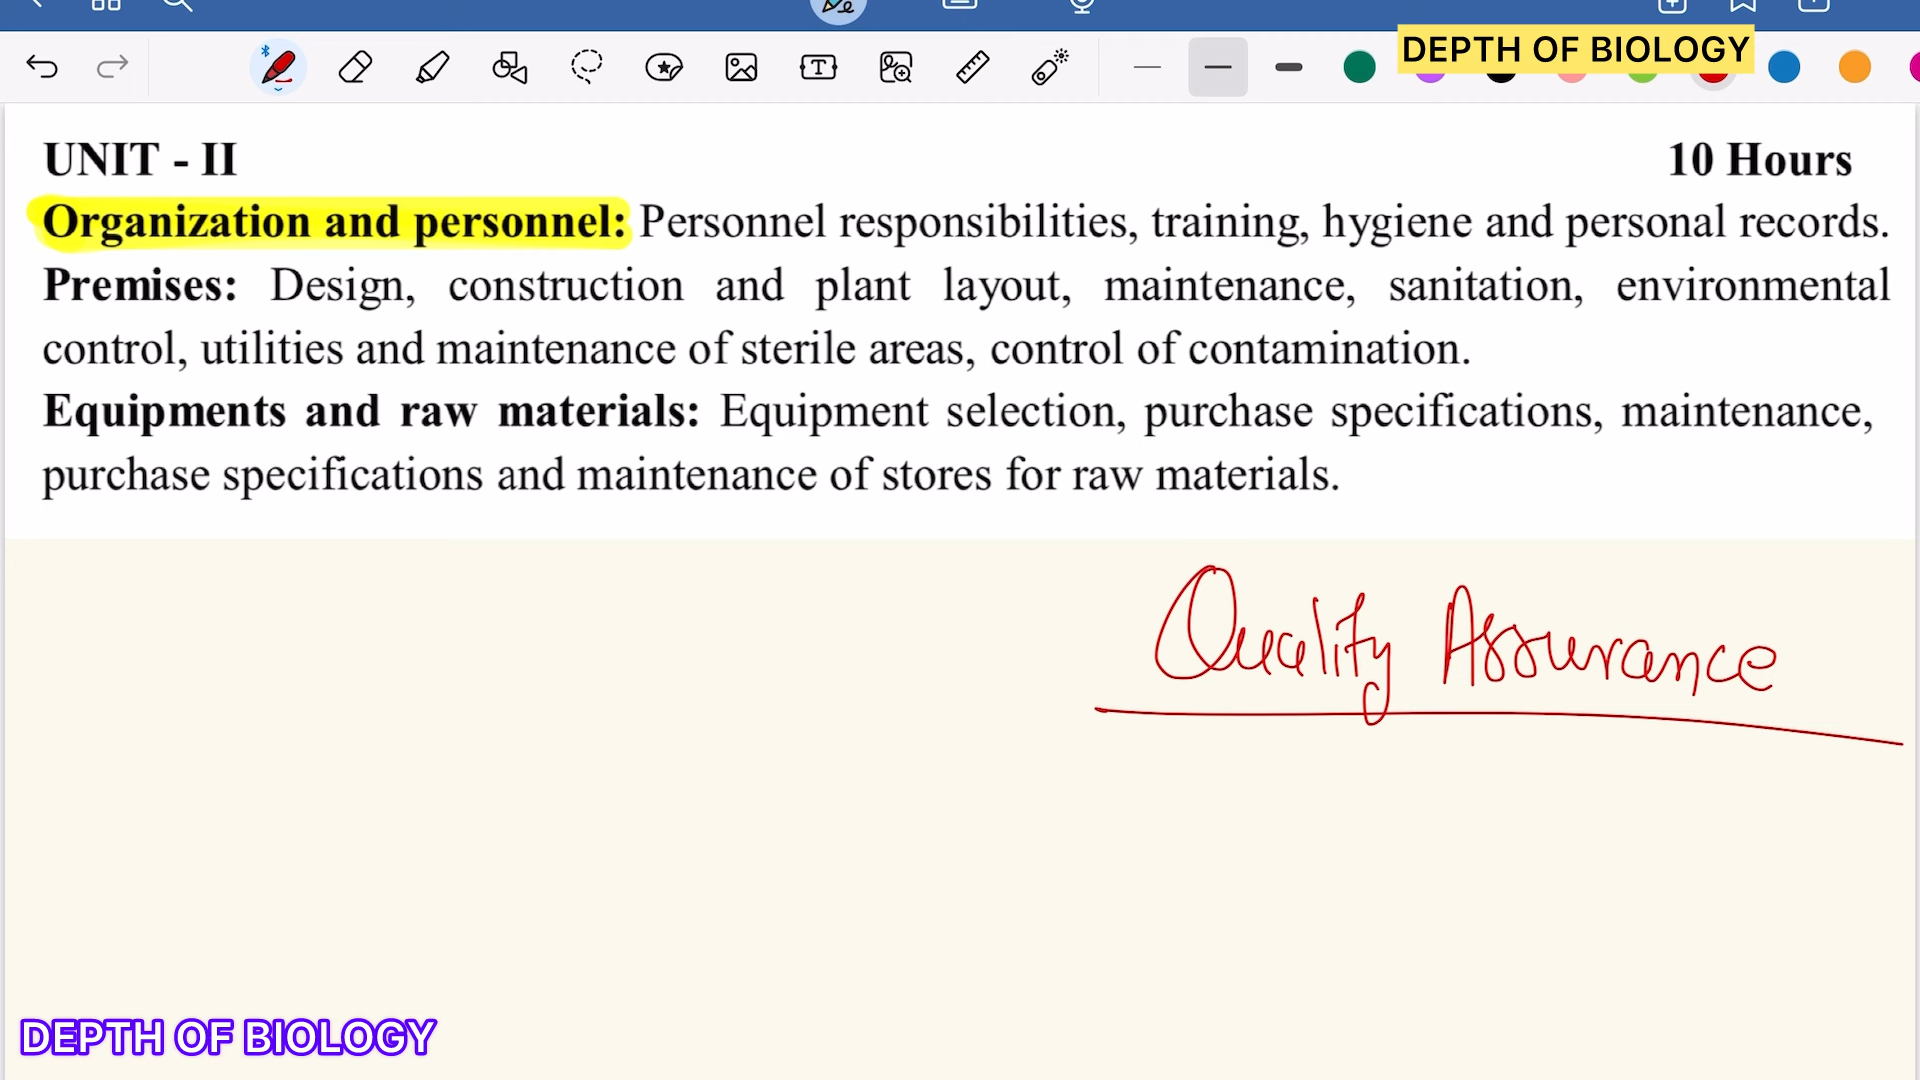 DEPTH OF BIOLOGY
UNIT - II 10 Hours
Organization and personnel: Personnel responsibilities, training, hygiene and personal records.
Premises: Design, construction and plant layout, maintenance, sanitation, environmental
control, utilities and maintenance of sterile areas, control of contamination.
Equipments and raw materials: Equipment selection, purchase specifications, maintenance,
purchase specifications and maintenance of stores for raw materials.
Quality Assurance
DEPTH OF BIOLOGY